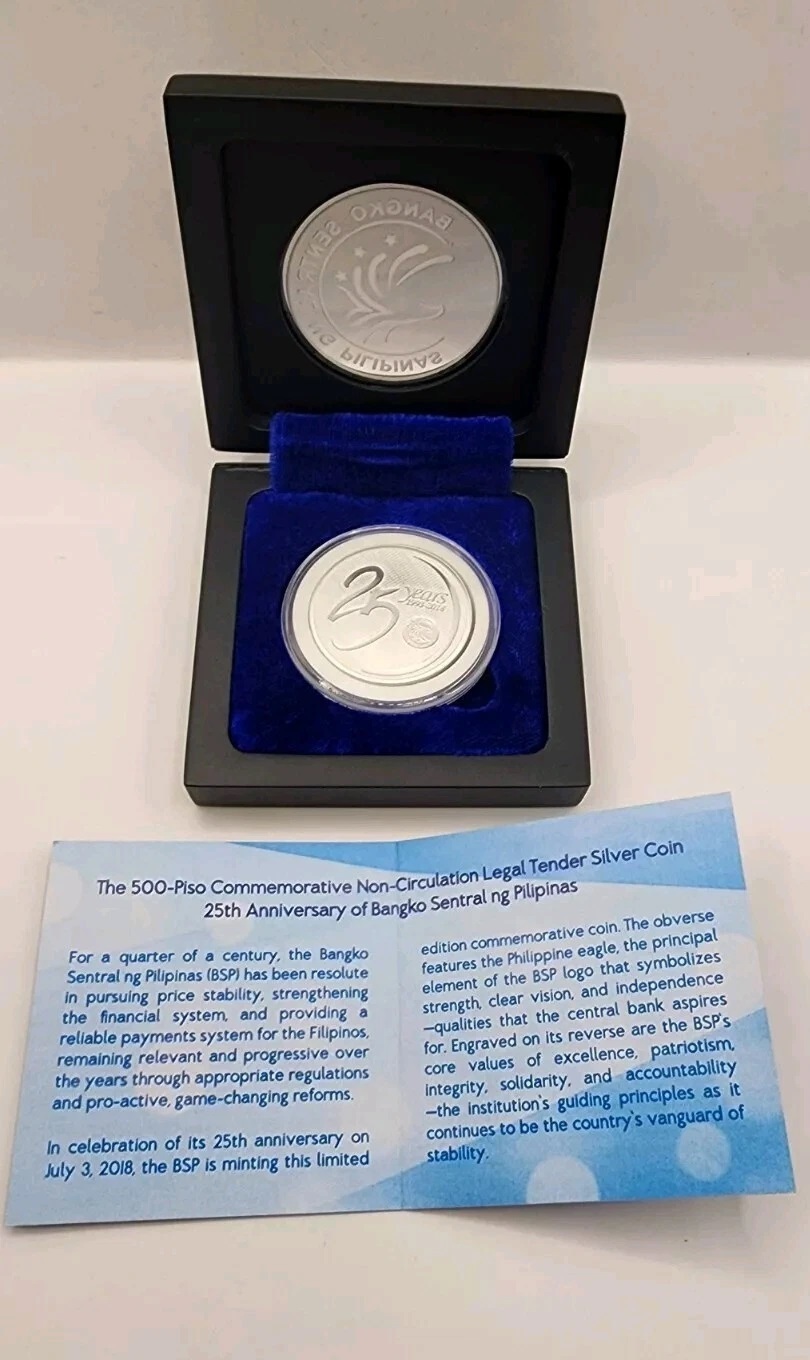 BANGKO SENTRAL NG PILIPINAS
25 years
1993-2018
The 500-Piso Commemorative Non-Circulation Legal Tender Silver Coin
25th Anniversary of Bangko Sentral ng Pilipinas
For a quarter of a century, the Bangko
Sentral ng Pilipinas (BSP) has been resolute
in pursuing price stability, strengthening
the financial system, and providing a
reliable payments system for the Filipinos,
remaining relevant and progressive over
the years through appropriate regulations
and pro-active, game-changing reforms.
In celebration of its 25th anniversary on
July 3, 2018, the BSP is minting this limited
edition commemorative coin. The obverse
features the Philippine eagle, the principal
element of the BSP logo that symbolizes
strength, clear vision, and independence
—qualities that the central bank aspires
for. Engraved on its reverse are the BSP's
core values of excellence, patriotism,
integrity, solidarity, and accountability
—the institution's guiding principles as it
continues to be the country's vanguard of
stability.